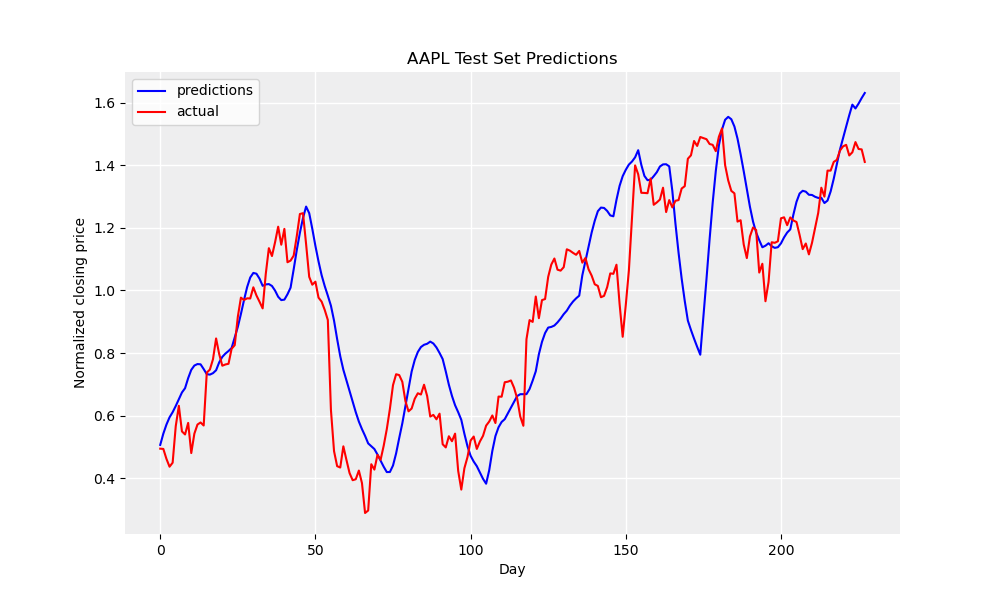 AAPL Test Set Predictions
predictions
actual
Normalized closing price
1.6
1.4
1.2
1.0
0.8
0.6
0.4
0 50 100 150 200
Day